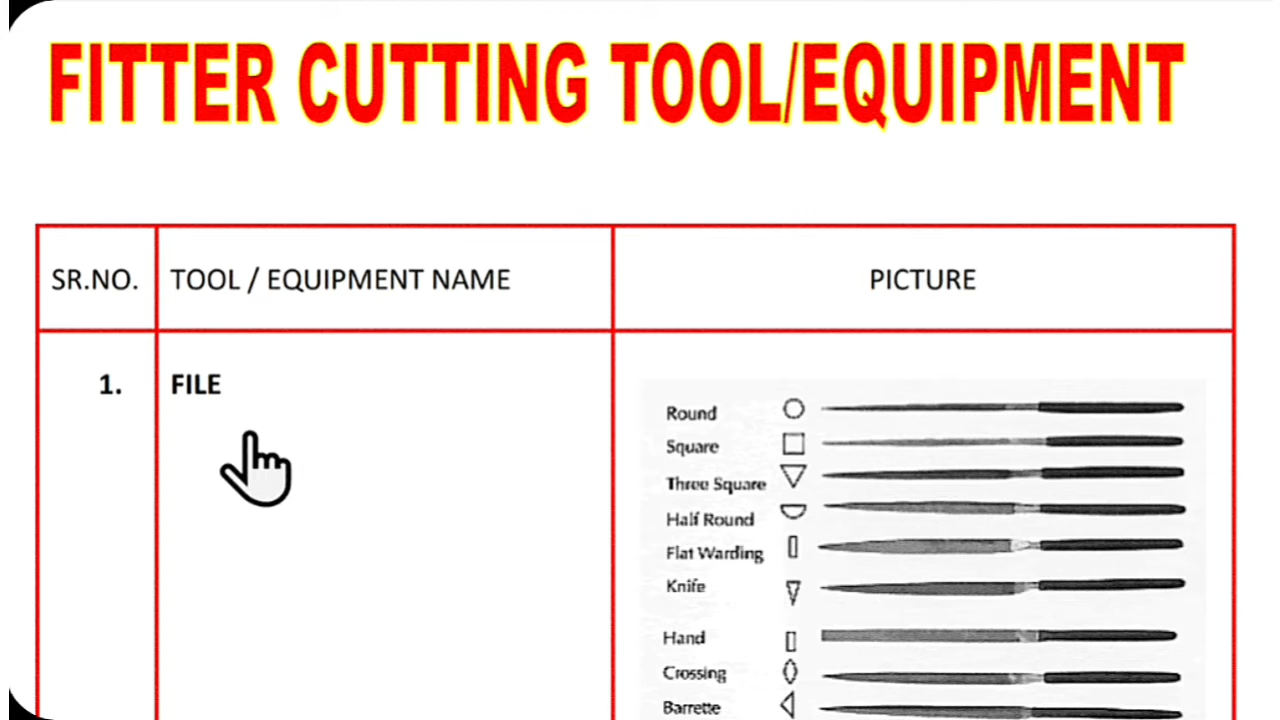 FITTER CUTTING TOOL/EQUIPMENT
SR.NO. TOOL / EQUIPMENT NAME PICTURE
1. FILE
Round
Square
Three Square
Half Round
Flat Warding
Knife
Hand
Crossing
Barrette